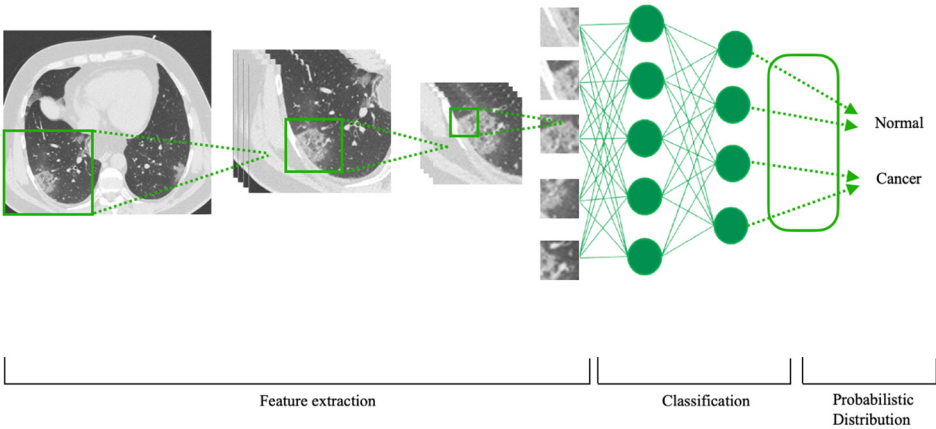 Normal
Cancer
Feature extraction
Classification
Probabilistic
Distribution